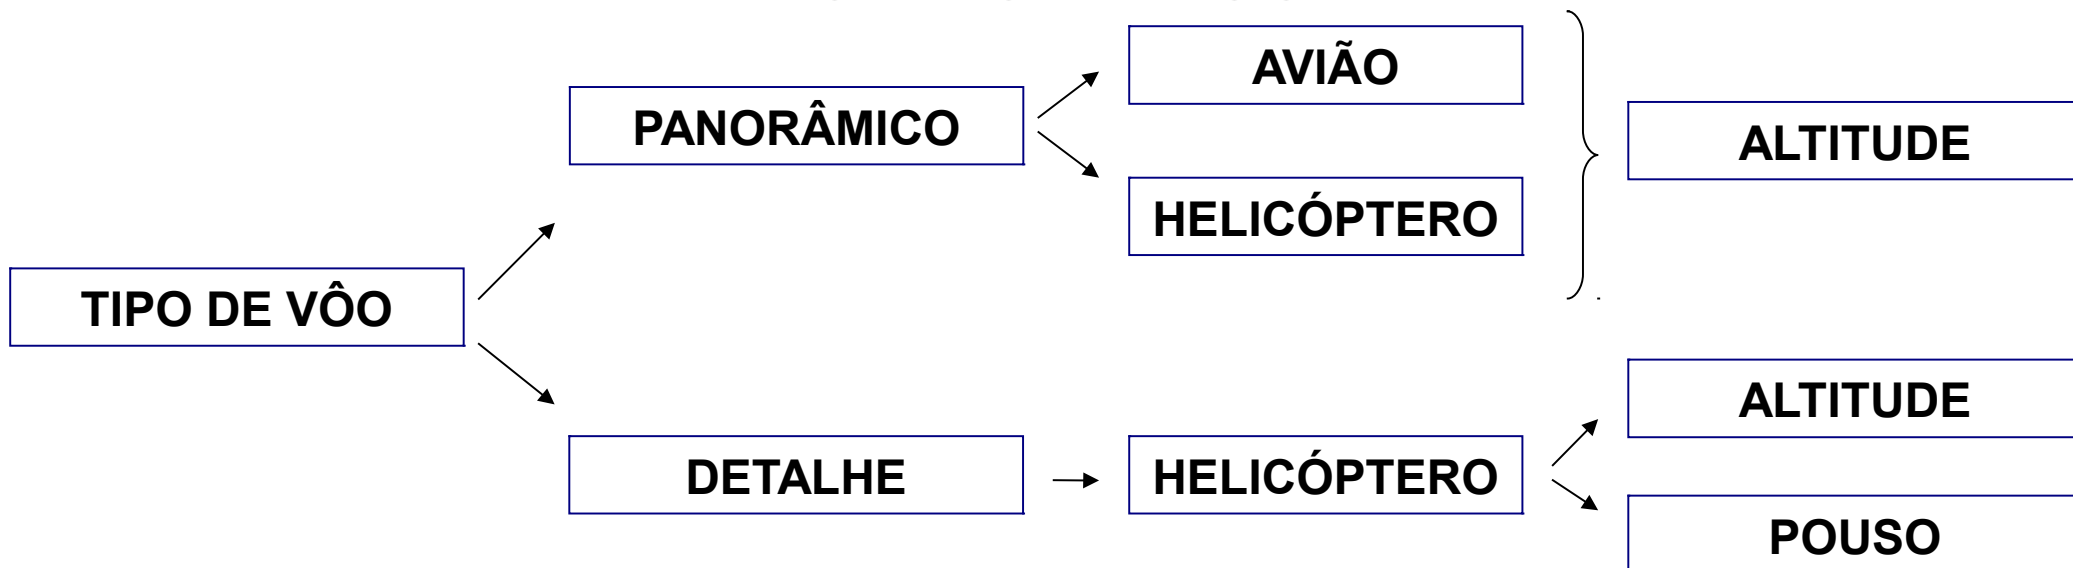 AVIÃO
PANORÂMICO
ALTITUDE
HELICÓPTERO
TIPO DE VÔO
ALTITUDE
DETALHE
HELICÓPTERO
POUSO